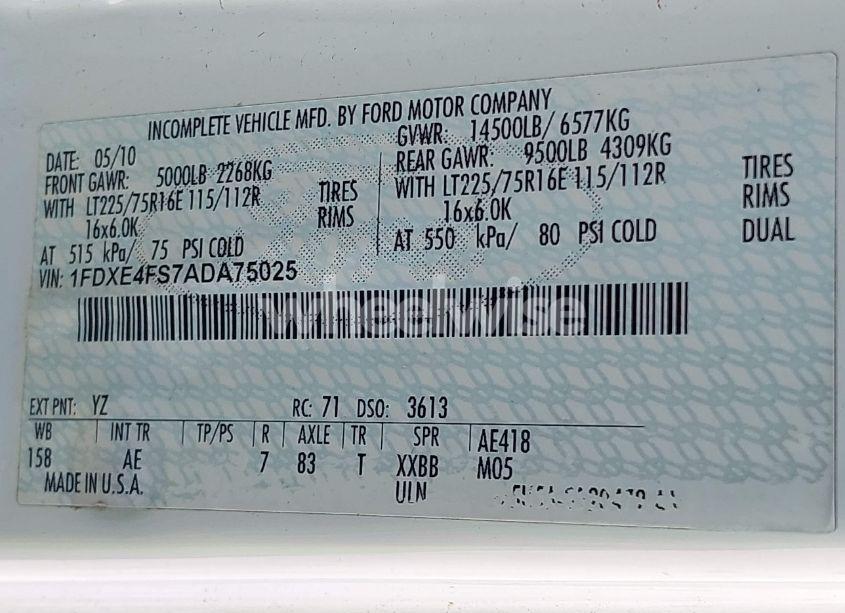 INCOMPLETE VEHICLE MFD. BY FORD MOTOR COMPANY
DATE: 05/10 GVWR: 14500LB/ 6577KG
FRONT GAWR: 5000LB 2268KG REAR GAWR: 9500LB 4309KG
WITH LT225/75R16E 115/112R TIRES WITH LT225/75R16E 115/112R TIRES
16x6.0K RIMS 16x6.0K RIMS
AT 515 kPa/ 75 PSI COLD AT 550 kPa/ 80 PSI COLD DUAL
VIN: 1FDXE4FS7ADA75025
wheelwise
EXT PNT: YZ RC: 71 DSO: 3613
WB INT TR TP/PS R AXLE TR SPR AE418
158 AE 7 83 T XXBB M05
MADE IN U.S.A. ULN